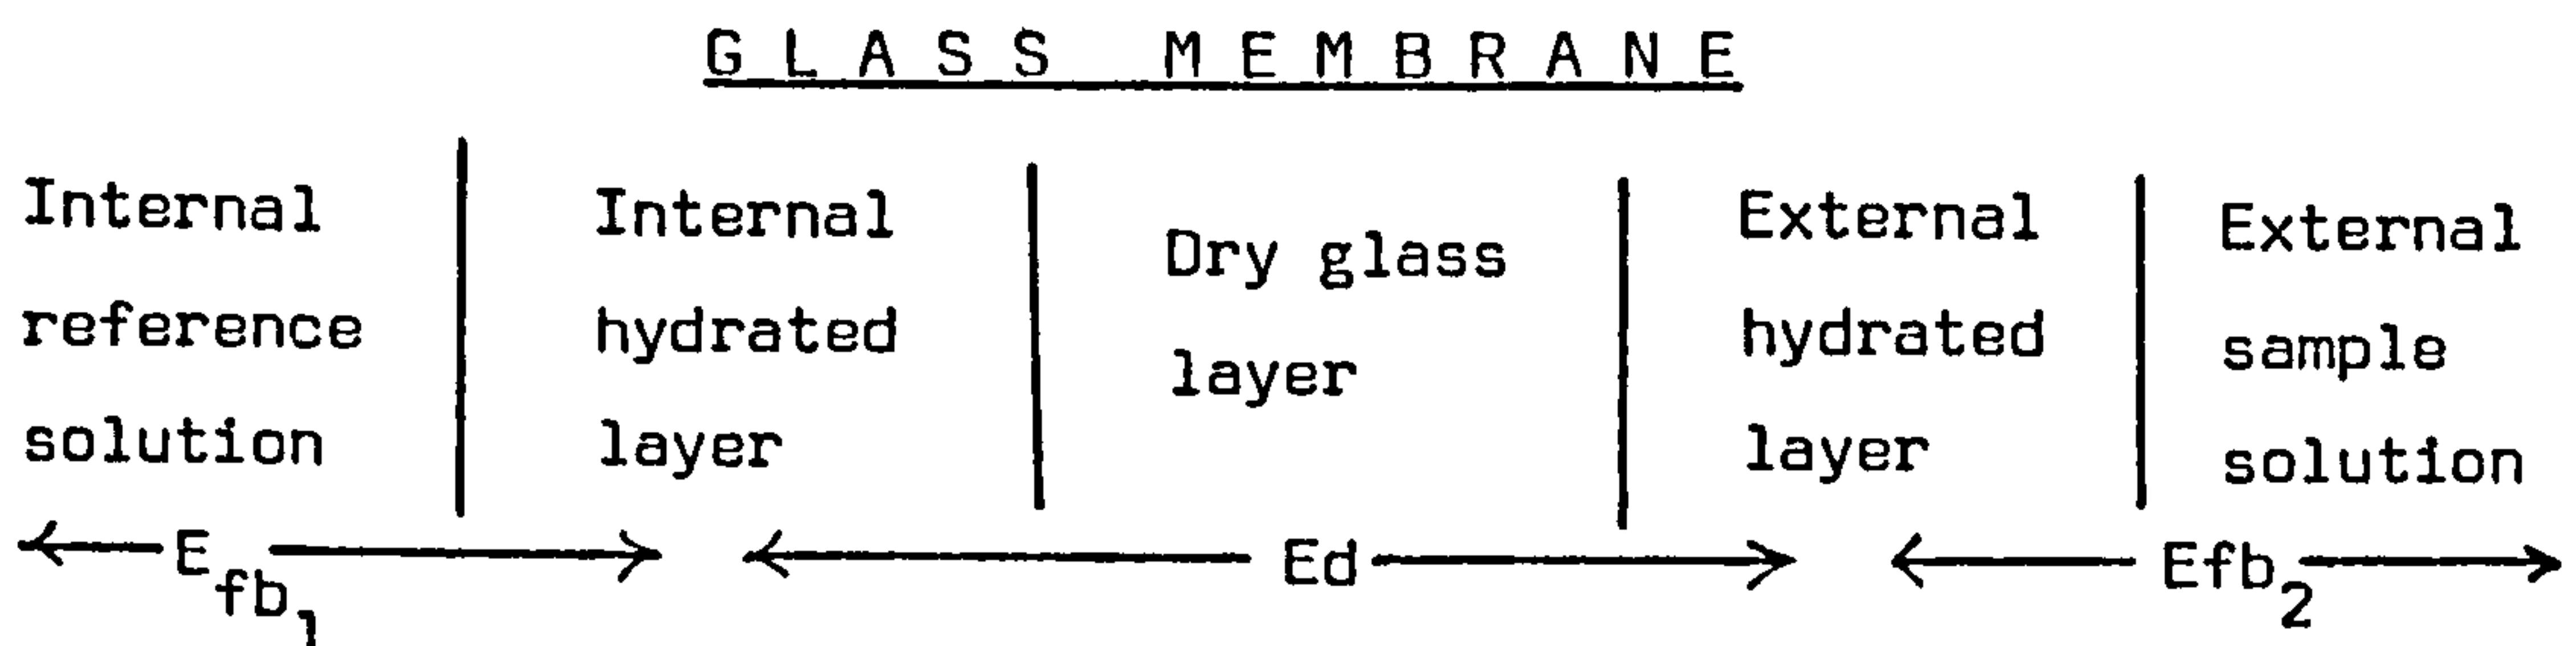 GLASS MEMBRANE
Internal reference solution
Internal hydrated layer
Dry glass layer
External hydrated layer
External sample solution
E fb1
Ed
Efb2